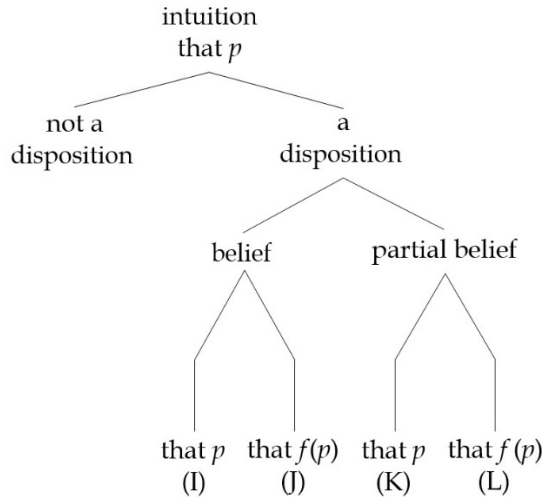 intuition
that p
not a
disposition
a
disposition
belief
partial belief
that p
(I)
that f(p)
(J)
that p
(K)
that f(p)
(L)